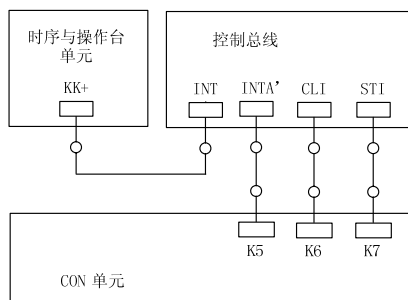 时序与操作台
单元
控制总线
KK+
INT
INTA'
CLI
STI
K5
K6
K7
CON 单元